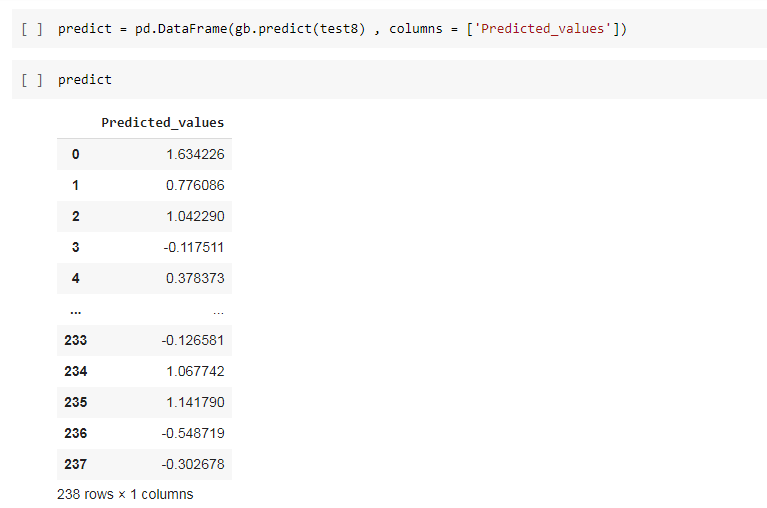 [ ] predict = pd.DataFrame(gb.predict(test8) , columns = ['Predicted_values'])
[ ] predict
Predicted_values
0 1.634226
1 0.776086
2 1.042290
3 -0.117511
4 0.378373
... ...
233 -0.126581
234 1.067742
235 1.141790
236 -0.548719
237 -0.302678
238 rows × 1 columns